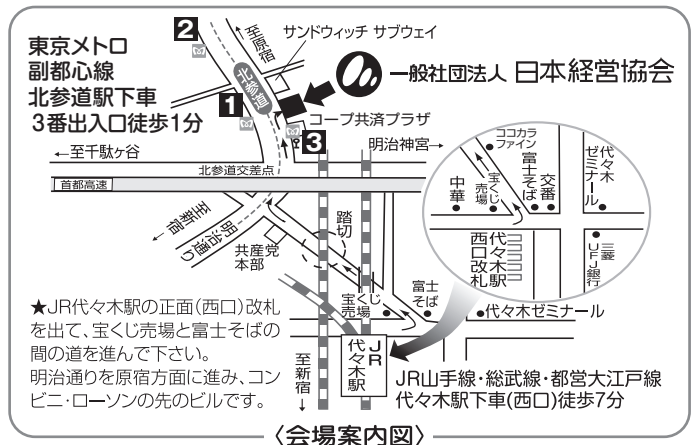 東京メトロ
副都心線
北参道駅下車
3番出入口徒歩1分
2
至原宿
サンドウィッチ サブウェイ
一般社団法人 日本経営協会
北参道
1
コープ共済プラザ
3
明治神宮→
←至千駄ヶ谷
北参道交差点
首都高速
至新宿
明治通り
共産党
本部
踏切
ココカラ
ファイン
中華
宝くじ
売場
富士そば
交番
代々木
ゼミナール
代々木駅
西口改札
三菱
UFJ銀行
宝くじ
売場
富士
そば
代々木ゼミナール
JR
代々木駅
至新宿
↓
★JR代々木駅の正面(西口)改札
を出て、宝くじ売場と富士そばの
間の道を進んで下さい。
明治通りを原宿方面に進み、コン
ビニ・ローソンの先のビルです。
JR山手線・総武線・都営大江戸線
代々木駅下車(西口)徒歩7分
〈会場案内図〉